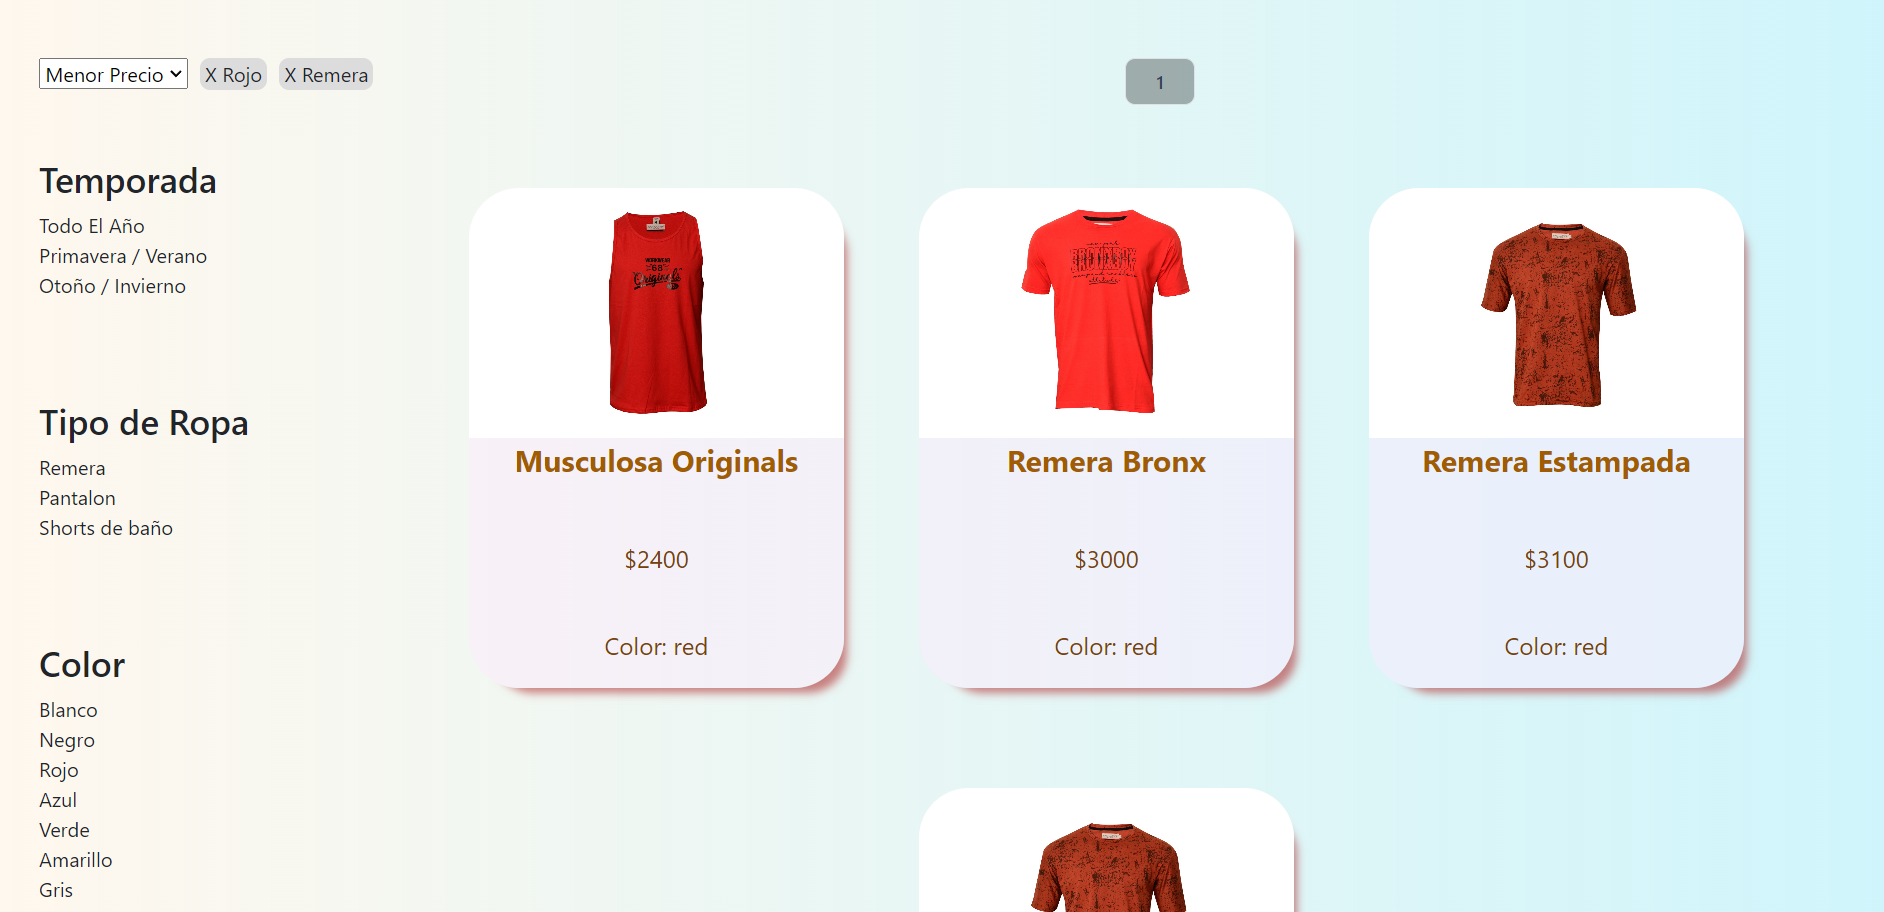 Menor Precio
X Rojo
X Remera
1
Temporada
Todo El Año
Primavera / Verano
Otoño / Invierno
Tipo de Ropa
Remera
Pantalon
Shorts de baño
Color
Blanco
Negro
Rojo
Azul
Verde
Amarillo
Gris
68
Originals
Musculosa Originals
$2400
Color: red
Remera Bronx
$3000
Color: red
Remera Estampada
$3100
Color: red